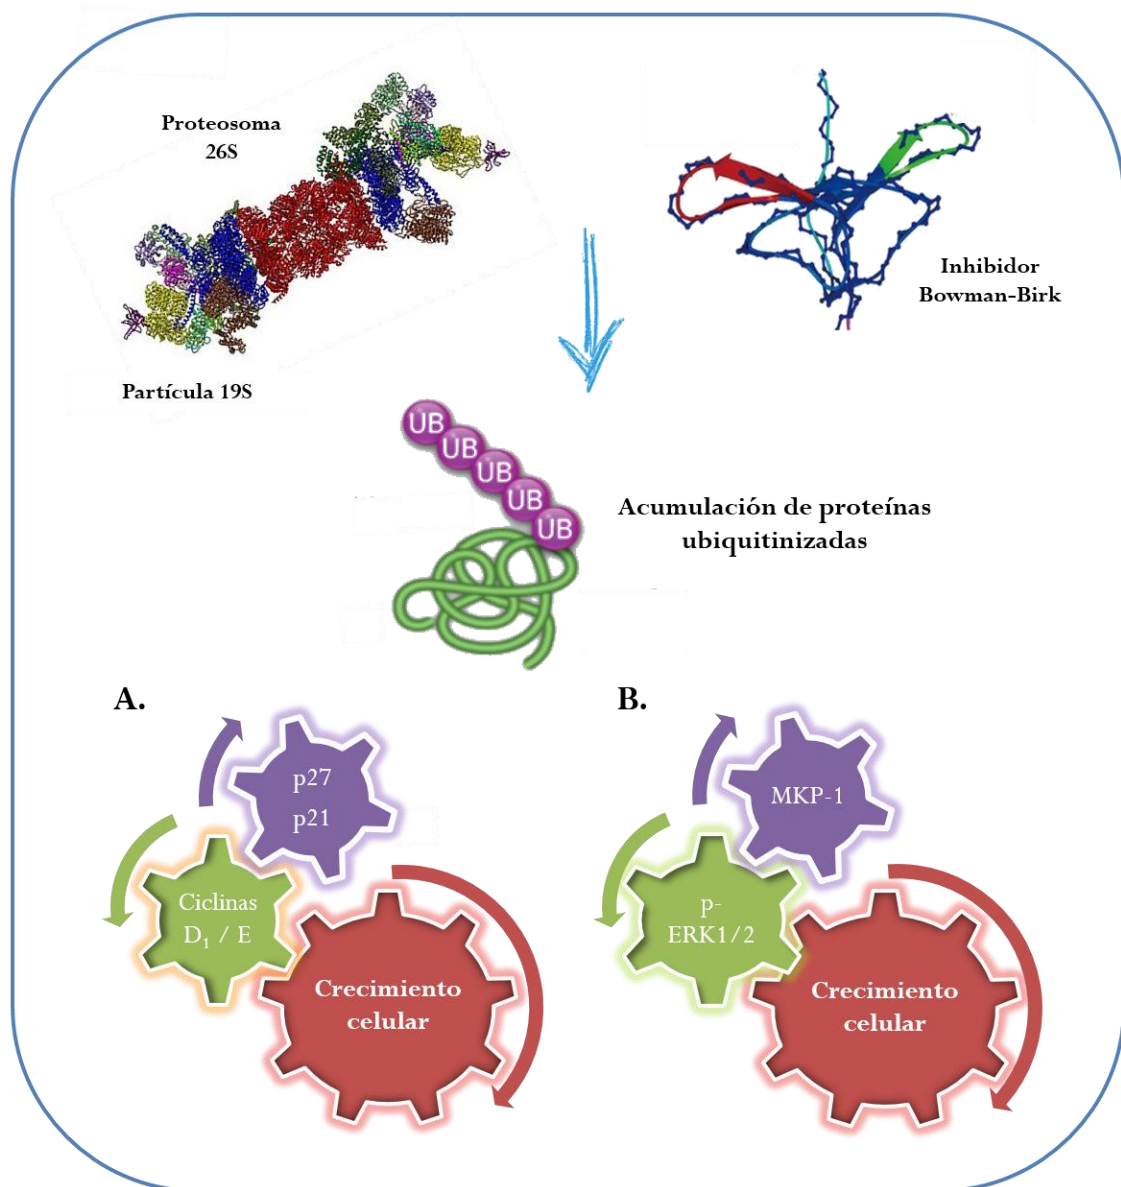 Proteosoma
26S
Inhibidor
Bowman-Birk
Partícula 19S
UB
UB
UB
UB
UB
Acumulación de proteínas
ubiquitinizadas
A.
p27
p21
Ciclinas
D₁ / E
Crecimiento
celular
B.
MKP-1
p-
ERK1/2
Crecimiento
celular